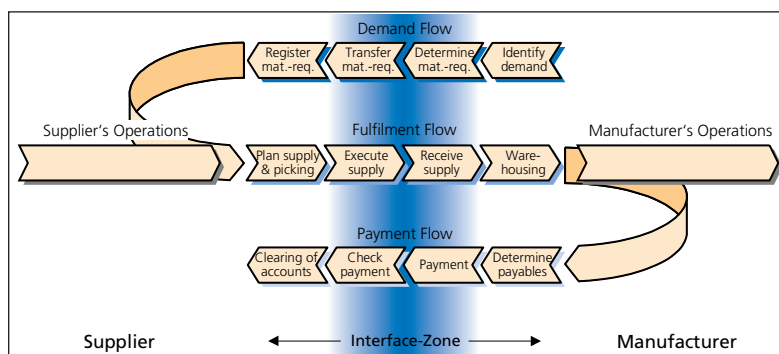 Demand Flow
Register
mat.-req.
Transfer
mat.-req.
Determine
mat.-req.
Identify
demand
Supplier's Operations
Fulfilment Flow
Manufacturer's Operations
Plan supply
& picking
Execute
supply
Receive
supply
Ware-
housing
Payment Flow
Clearing of
accounts
Check
payment
Payment
Determine
payables
Supplier
Interface-Zone
Manufacturer